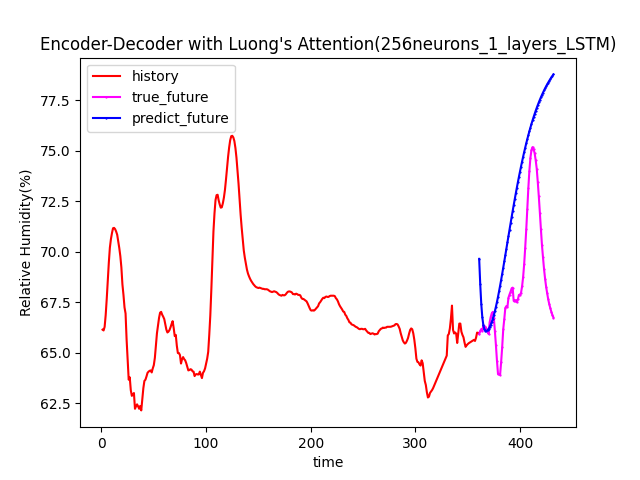 Encoder-Decoder with Luong's Attention(256neurons_1_layers_LSTM)
history
true_future
predict_future
Relative Humidity(%)
77.5
75.0
72.5
70.0
67.5
65.0
62.5
0 100 200 300 400
time